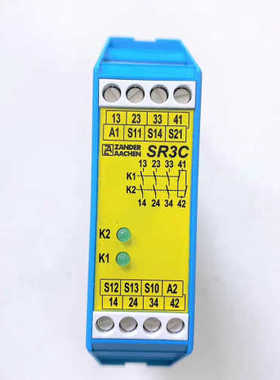 13 23 33 41
A1 S11 S14 S21
ZANDER AACHEN SR3C
13 23 33 41
K1
K2
14 24 34 42
K2
K1
S12 S13 S10 A2
14 24 34 42